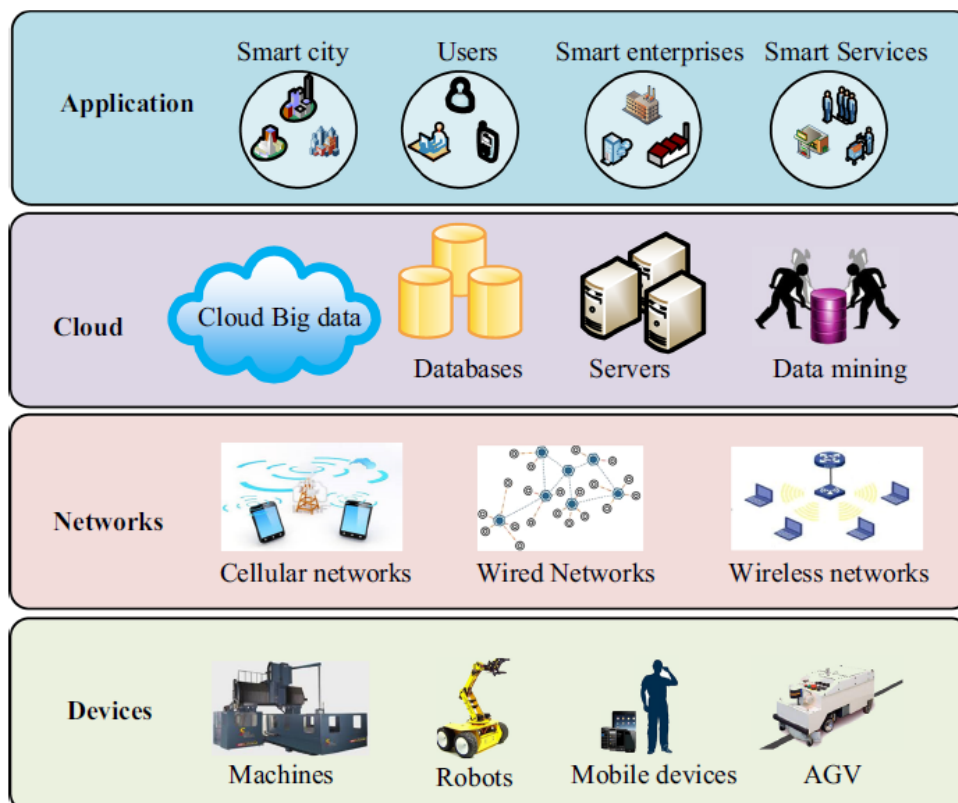 Smart city
Users
Smart enterprises
Smart Services
Application
Cloud Big data
Cloud
Databases
Servers
Data mining
Networks
Cellular networks
Wired Networks
Wireless networks
Devices
Machines
Robots
Mobile devices
AGV